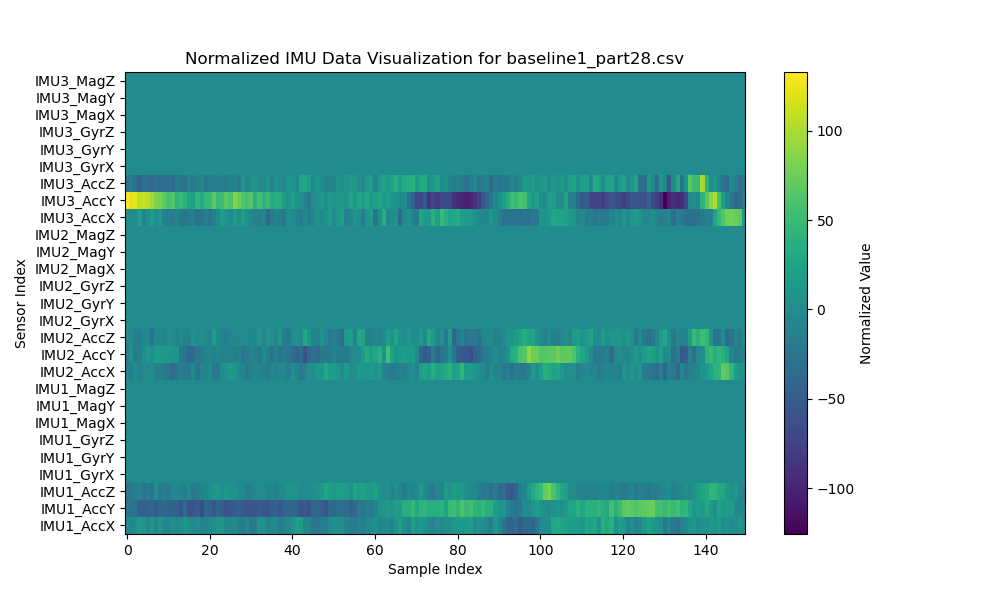 Normalized IMU Data Visualization for baseline1_part28.csv
IMU3_MagZ
IMU3_MagY
IMU3_MagX
IMU3_GyrZ
IMU3_GyrY
IMU3_GyrX
IMU3_AccZ
IMU3_AccY
IMU3_AccX
IMU2_MagZ
IMU2_MagY
IMU2_MagX
IMU2_GyrZ
IMU2_GyrY
IMU2_GyrX
IMU2_AccZ
IMU2_AccY
IMU2_AccX
IMU1_MagZ
IMU1_MagY
IMU1_MagX
IMU1_GyrZ
IMU1_GyrY
IMU1_GyrX
IMU1_AccZ
IMU1_AccY
IMU1_AccX
Sensor Index
0 20 40 60 80 100 120 140
Sample Index
100
50
0
−50
−100
Normalized Value